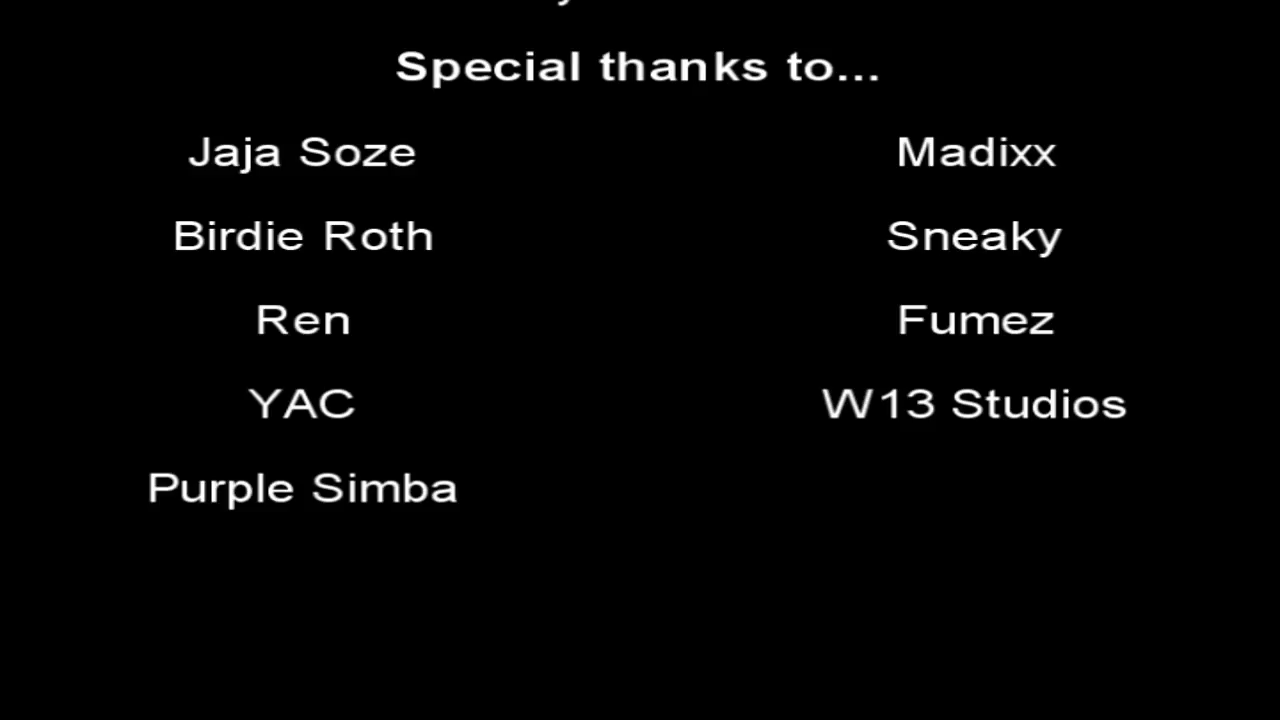 Special thanks to...
Jaja Soze
Madixx
Birdie Roth
Sneaky
Ren
Fumez
YAC
W13 Studios
Purple Simba